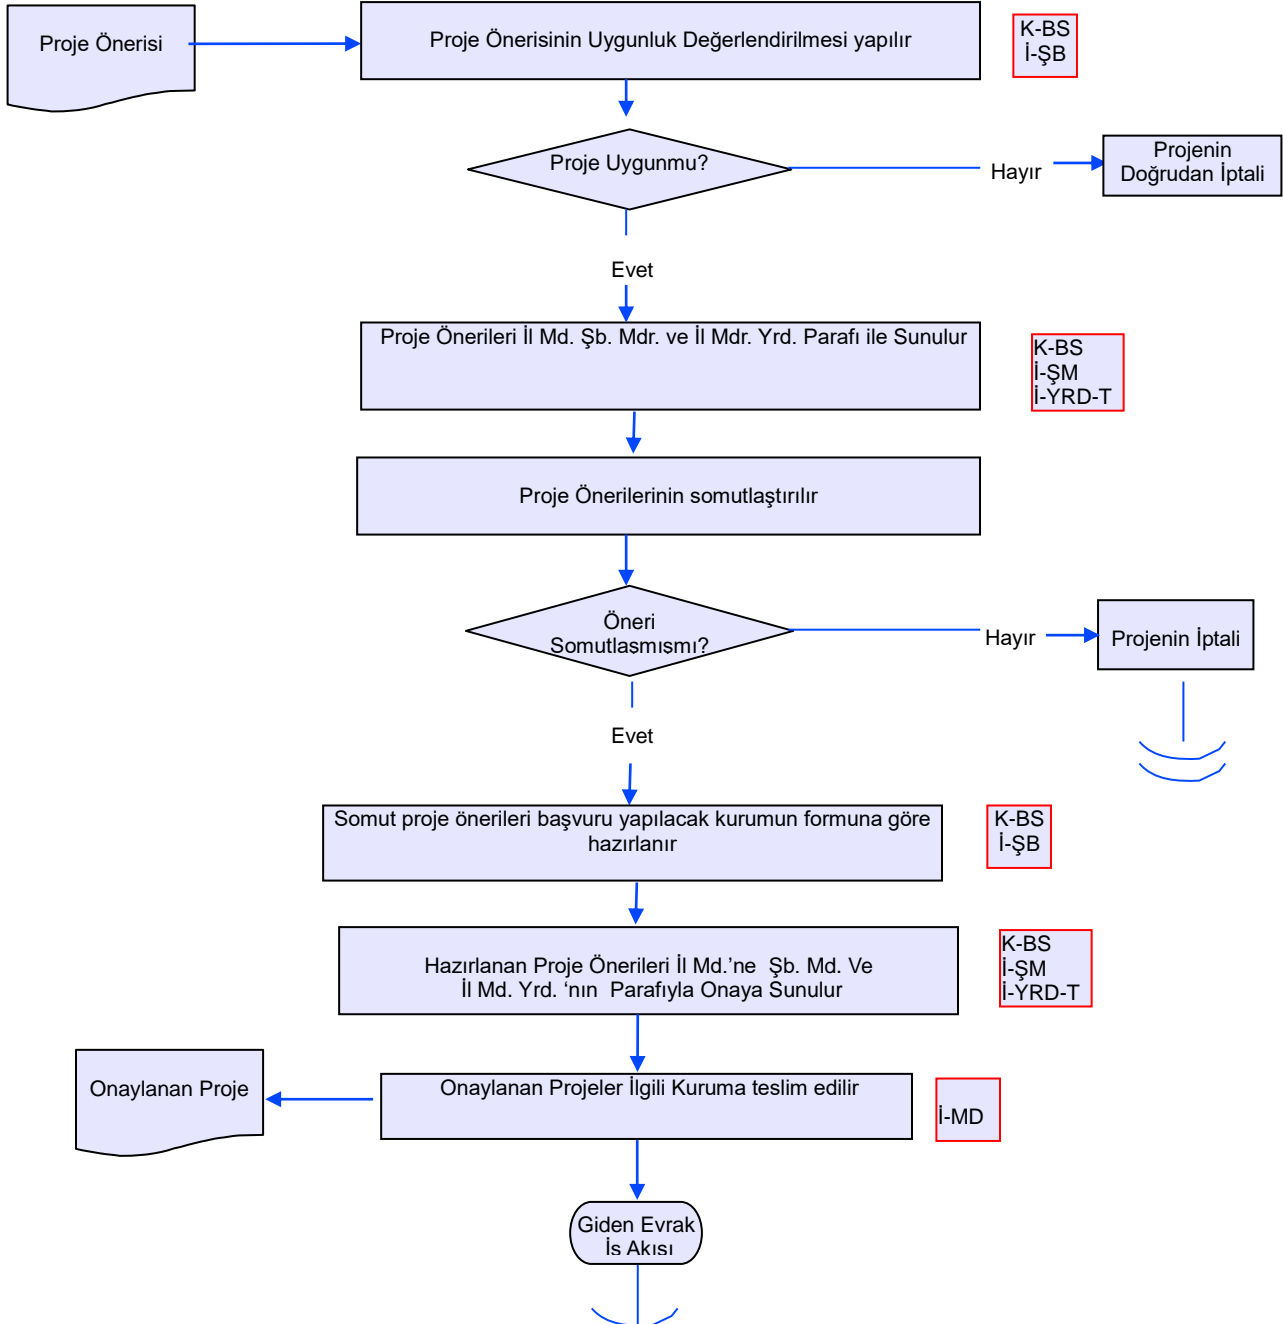 Proje Önerisi
Proje Önerisinin Uygunluk Değerlendirilmesi yapılır
K-BS
İ-ŞB
Proje Uygunmu?
Hayır
Projenin
Doğrudan İptali
Evet
Proje Önerileri İl Md. Şb. Mdr. ve İl Mdr. Yrd. Parafı ile Sunulur
K-BS
İ-ŞM
İ-YRD-T
Proje Önerilerinin somutlaştırılır
Öneri
Somutlaşmışmı?
Hayır
Projenin İptali
Evet
Somut proje önerileri başvuru yapılacak kurumun formuna göre
hazırlanır
K-BS
İ-ŞB
Hazırlanan Proje Önerileri İl Md.’ne Şb. Md. Ve
İl Md. Yrd. ‘nın Parafıyla Onaya Sunulur
K-BS
İ-ŞM
İ-YRD-T
Onaylanan Proje
Onaylanan Projeler İlgili Kuruma teslim edilir
İ-MD
Giden Evrak
İş Akışı